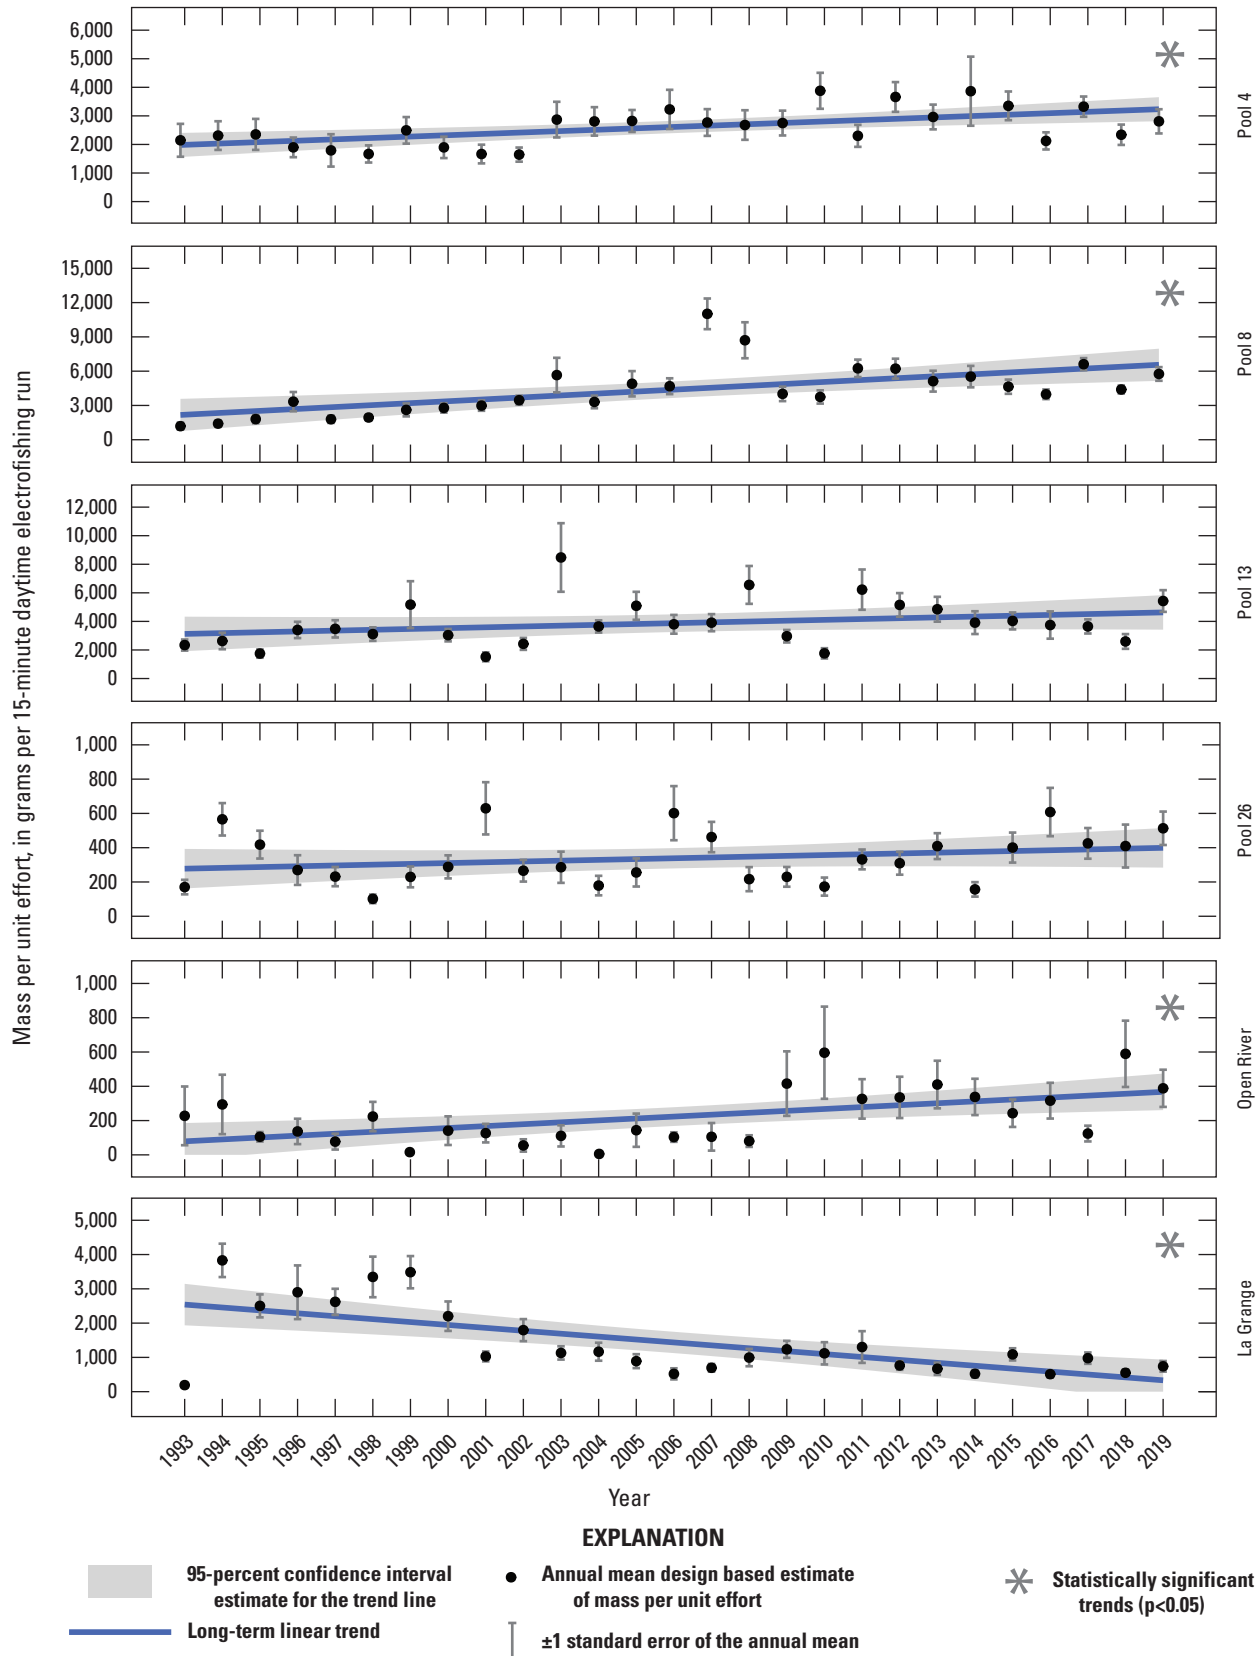 Mass per unit effort, in grams per 15-minute daytime electrofishing run
6,000
5,000
4,000
3,000
2,000
1,000
0
Pool 4
15,000
12,000
9,000
6,000
3,000
0
Pool 8
12,000
10,000
8,000
6,000
4,000
2,000
0
Pool 13
1,000
800
600
400
200
0
Pool 26
1,000
800
600
400
200
0
Open River
5,000
4,000
3,000
2,000
1,000
0
La Grange
1993 1994 1995 1996 1997 1998 1999 2000 2001 2002 2003 2004 2005 2006 2007 2008 2009 2010 2011 2012 2013 2014 2015 2016 2017 2018 2019
Year
EXPLANATION
95-percent confidence interval
estimate for the trend line
Long-term linear trend
Annual mean design based estimate
of mass per unit effort
±1 standard error of the annual mean
Statistically significant
trends (p<0.05)